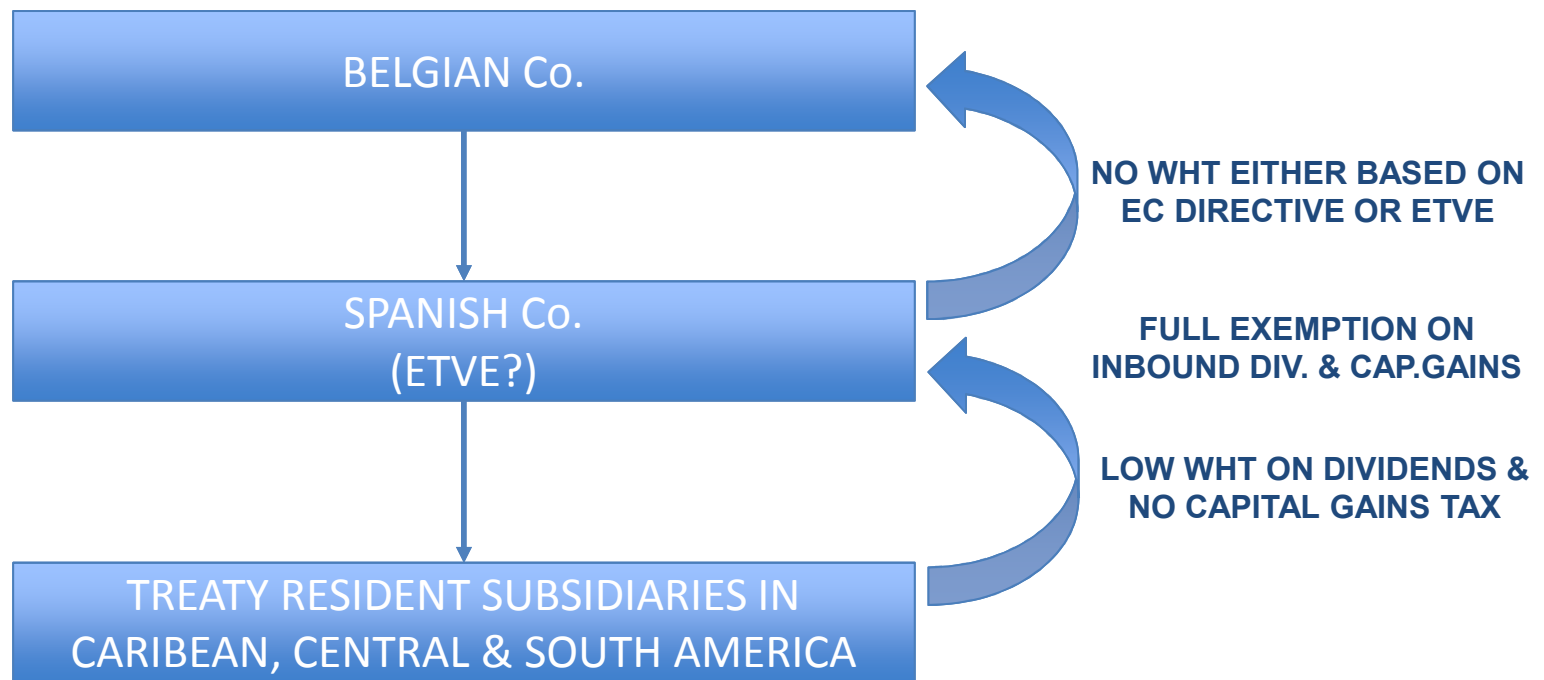 BELGIAN Co.
NO WHT EITHER BASED ON
EC DIRECTIVE OR ETVE
SPANISH Co.
(ETVE?)
FULL EXEMPTION ON
INBOUND DIV. & CAP.GAINS
LOW WHT ON DIVIDENDS &
NO CAPITAL GAINS TAX
TREATY RESIDENT SUBSIDIARIES IN
CARIBEAN, CENTRAL & SOUTH AMERICA